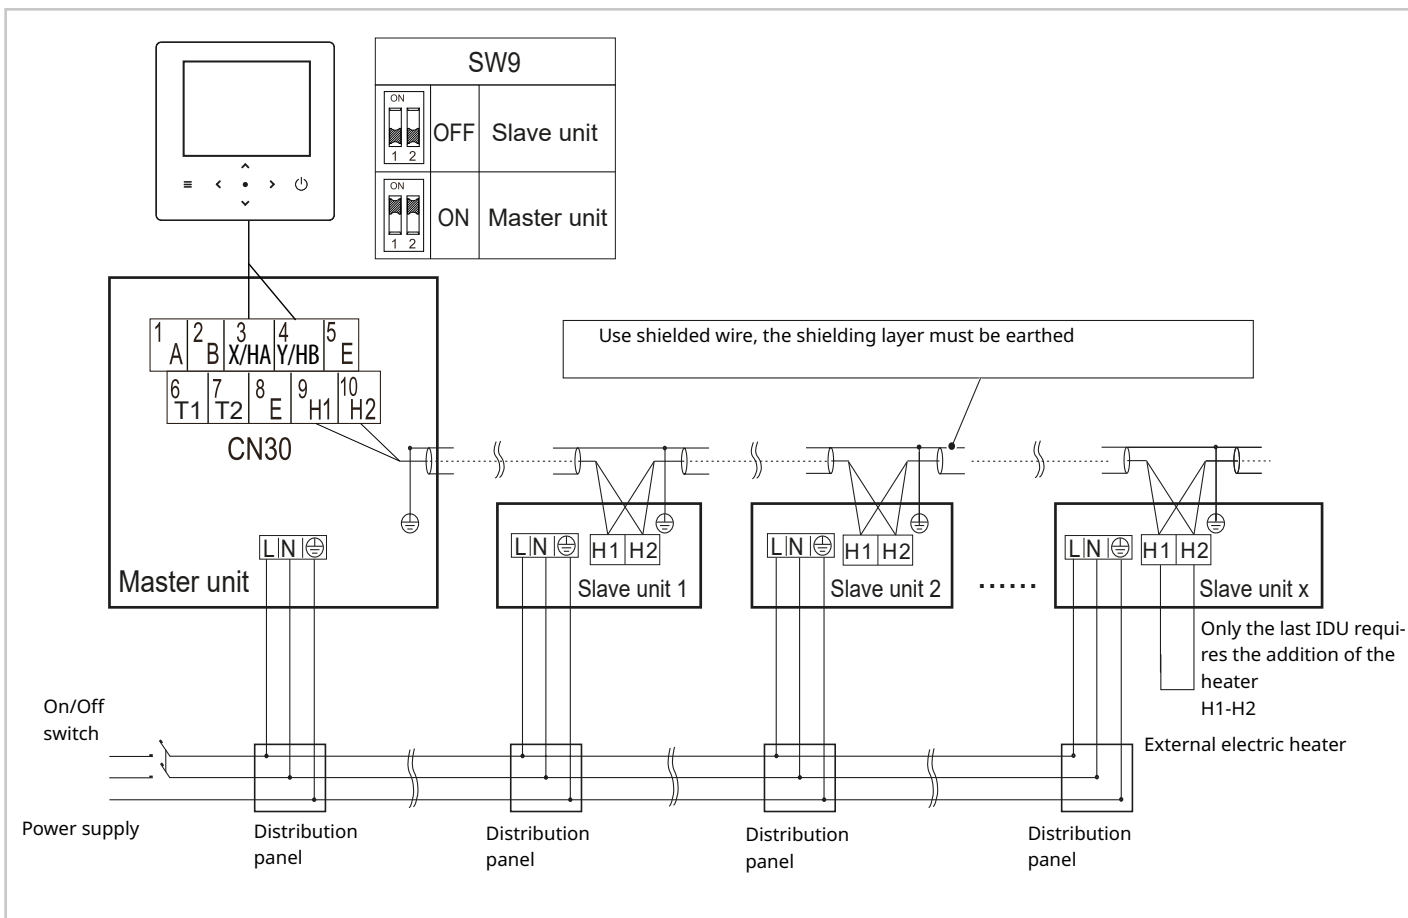 SW9
ON
1 2
OFF
Slave unit
ON
1 2
ON
Master unit
1 A
2 B
3 X/HA
4 Y/HB
5 E
6 T1
7 T2
8 E
9 H1
10 H2
CN30
Use shielded wire, the shielding layer must be earthed
L N
Master unit
L N
H1 H2
Slave unit 1
L N
H1 H2
Slave unit 2
......
L N
H1 H2
Slave unit x
Only the last IDU requi-
res the addition of the
heater
H1-H2
External electric heater
On/Off
switch
Power supply
Distribution
panel
Distribution
panel
Distribution
panel
Distribution
panel